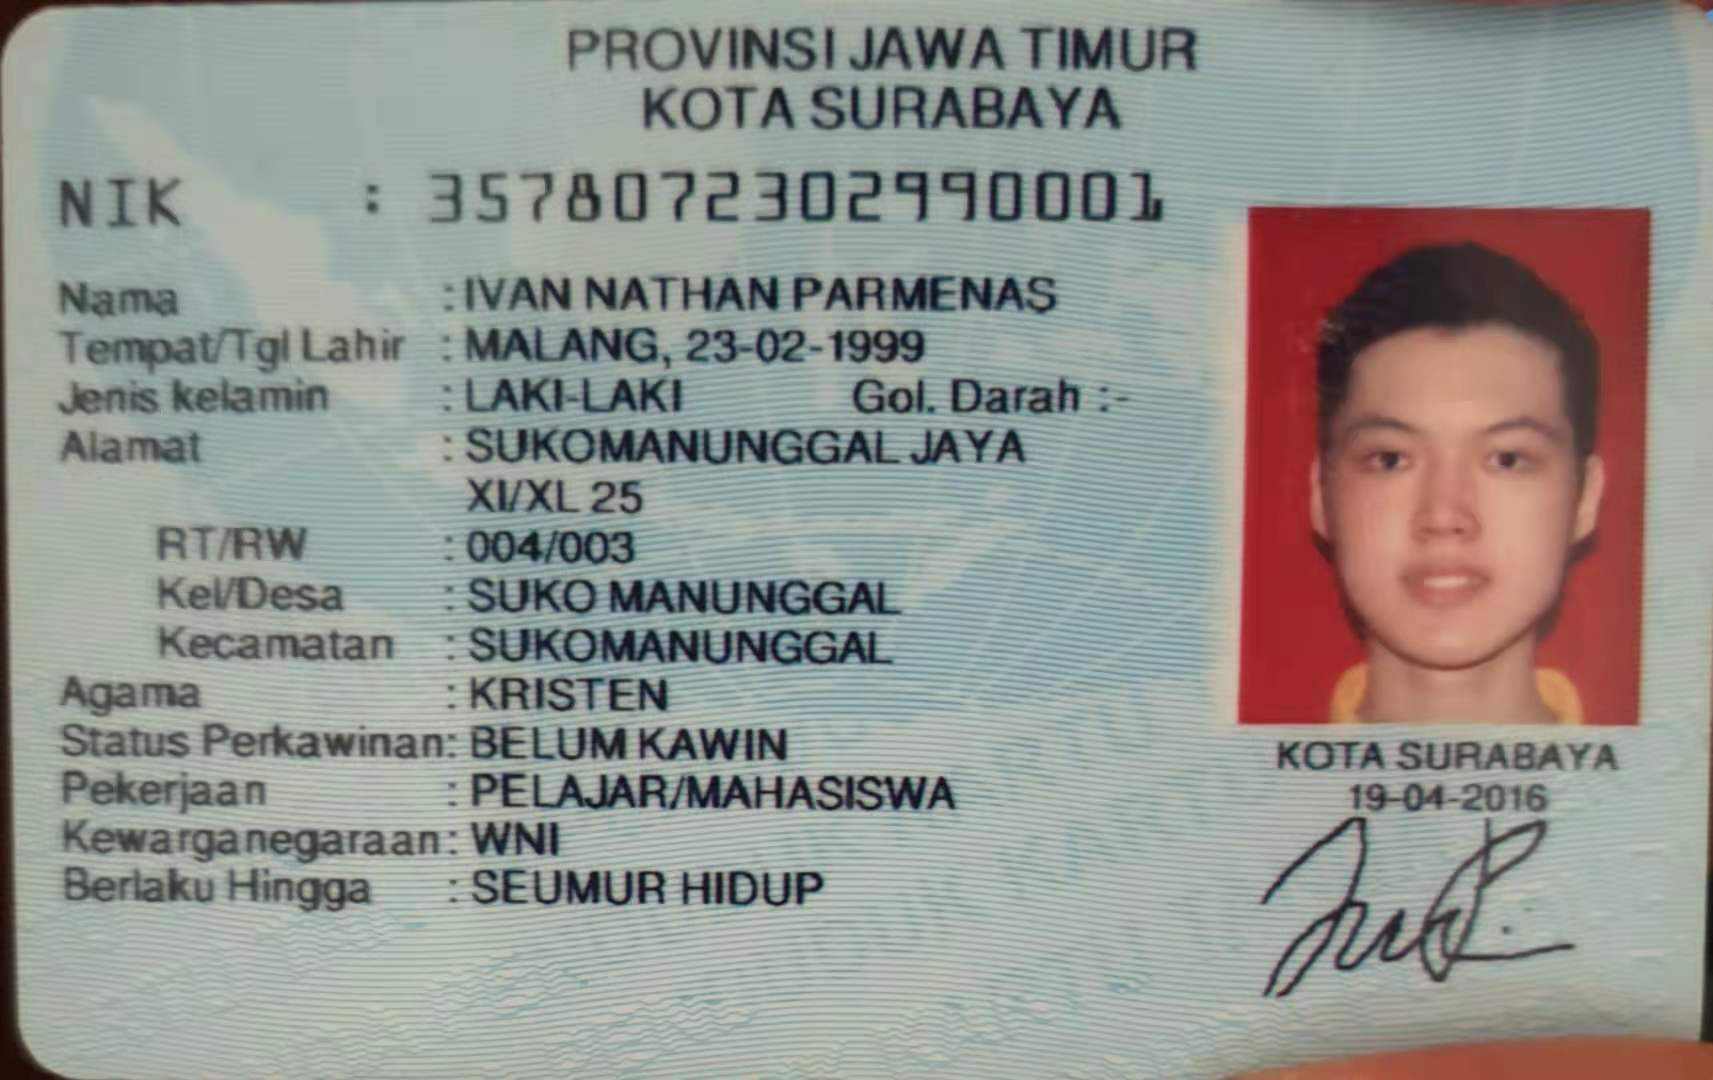 PROVINSI JAWA TIMUR
KOTA SURABAYA
NIK : 3578072302990001
Nama : IVAN NATHAN PARMENAS
Tempat/Tgl Lahir : MALANG, 23-02-1999
Jenis kelamin : LAKI-LAKI Gol. Darah :-
Alamat : SUKOMANUNGGAL JAYA
XI/XL 25
RT/RW : 004/003
Kel/Desa : SUKO MANUNGGAL
Kecamatan : SUKOMANUNGGAL
Agama : KRISTEN
Status Perkawinan: BELUM KAWIN
Pekerjaan : PELAJAR/MAHASISWA
Kewarganegaraan: WNI
Berlaku Hingga : SEUMUR HIDUP
KOTA SURABAYA
19-04-2016